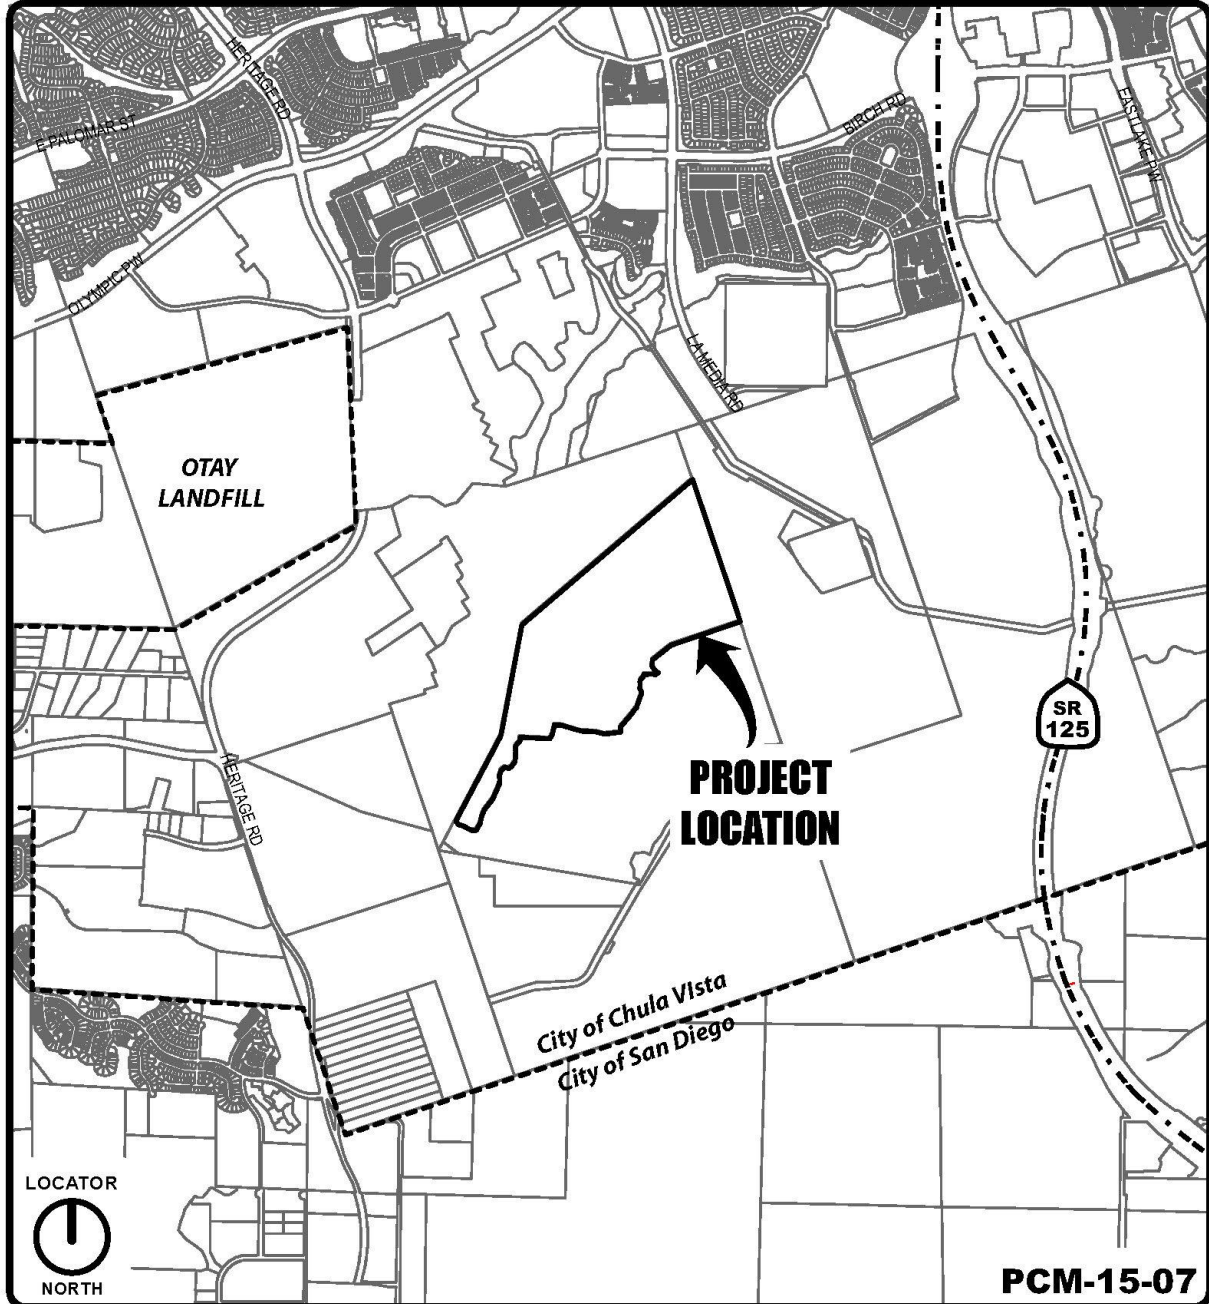 HERITAGE RD
E PALOMAR ST
BIRCH RD
EASTLAKE PW
OLYMPIC PW
LA MEDIA RD
OTAY
LANDFILL
SR
125
HERITAGE RD
PROJECT
LOCATION
City of Chula Vista
City of San Diego
LOCATOR
NORTH
PCM-15-07